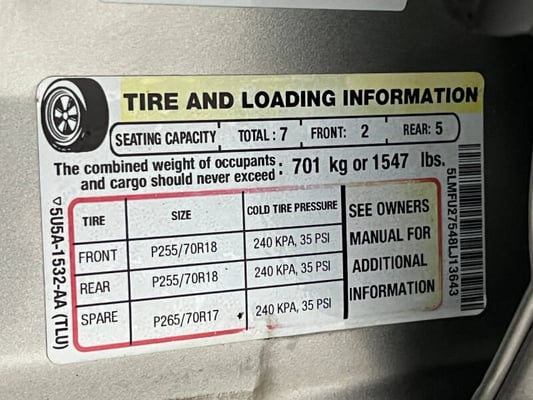 TIRE AND LOADING INFORMATION
SEATING CAPACITY TOTAL : 7 FRONT: 2 REAR: 5
The combined weight of occupants
and cargo should never exceed : 701 kg or 1547 lbs.
TIRE SIZE COLD TIRE PRESSURE
FRONT P255/70R18 240 KPA, 35 PSI
REAR P255/70R18 240 KPA, 35 PSI
SPARE P265/70R17 240 KPA, 35 PSI
SEE OWNERS
MANUAL FOR
ADDITIONAL
INFORMATION
5U5A-1532-AA (TLU)
5LMFU27548LJ13643